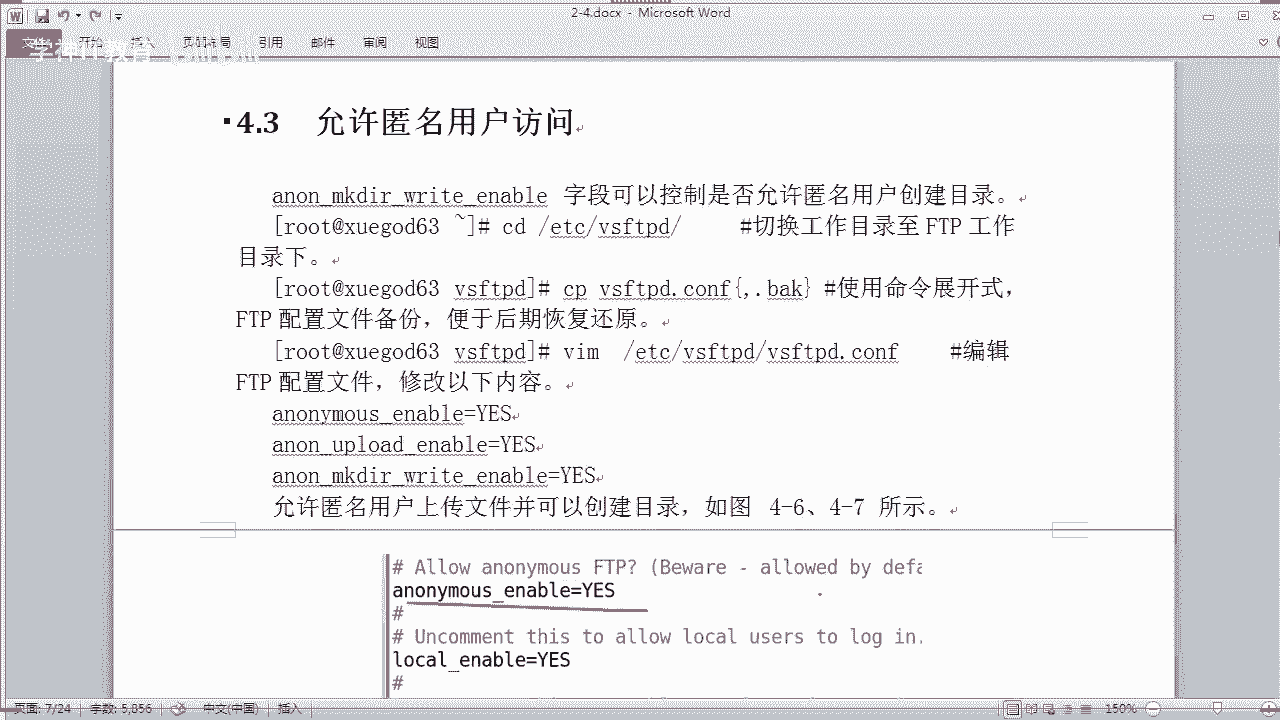 2-4.docx - Microsoft Word
文件 开始 插入 页面布局 引用 邮件 审阅 视图
学神IT教育
4.3 允许匿名用户访问
anon_mkdir_write_enable 字段可以控制是否允许匿名用户创建目录。
[root@xuegod63 ~]# cd /etc/vsftpd/ #切换工作目录至 FTP 工作
目录下。
[root@xuegod63 vsftpd]# cp vsftpd.conf{,.bak} #使用命令展开式，
FTP 配置文件备份，便于后期恢复还原。
[root@xuegod63 vsftpd]# vim /etc/vsftpd/vsftpd.conf #编辑
FTP 配置文件，修改以下内容。
anonymous_enable=YES
anon_upload_enable=YES
anon_mkdir_write_enable=YES
允许匿名用户上传文件并可以创建目录，如图 4-6、4-7 所示。
# Allow anonymous FTP? (Beware - allowed by defa
anonymous_enable=YES
#
# Uncomment this to allow local users to log in.
local_enable=YES
#
页面: 7/24 字数: 5,856 中文(中国) 插入 150%